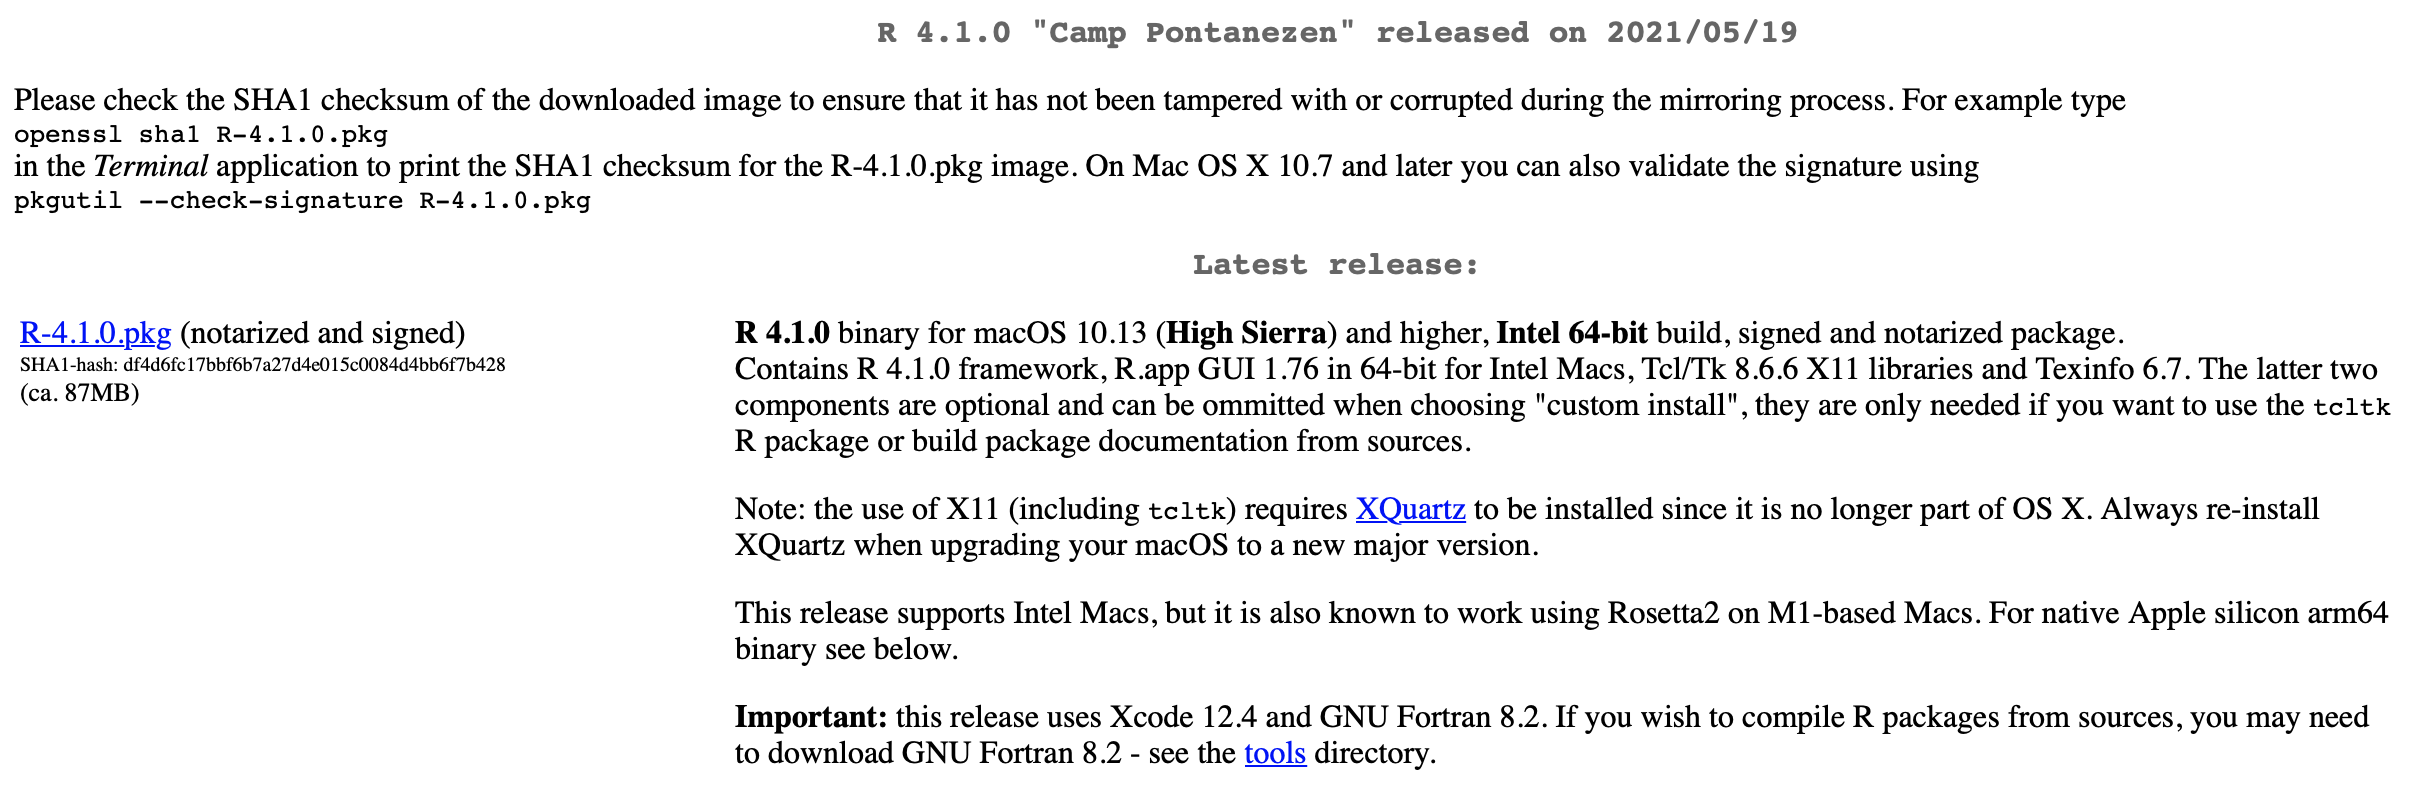 R 4.1.0 "Camp Pontanezen" released on 2021/05/19
Please check the SHA1 checksum of the downloaded image to ensure that it has not been tampered with or corrupted during the mirroring process. For example type
openssl sha1 R-4.1.0.pkg
in the Terminal application to print the SHA1 checksum for the R-4.1.0.pkg image. On Mac OS X 10.7 and later you can also validate the signature using
pkgutil --check-signature R-4.1.0.pkg
Latest release:
R-4.1.0.pkg (notarized and signed)
SHA1-hash: df4d6fc17bbf6b7a27d4e015c0084d4bb6f7b428
(ca. 87MB)
R 4.1.0 binary for macOS 10.13 (High Sierra) and higher, Intel 64-bit build, signed and notarized package.
Contains R 4.1.0 framework, R.app GUI 1.76 in 64-bit for Intel Macs, Tcl/Tk 8.6.6 X11 libraries and Texinfo 6.7. The latter two
components are optional and can be ommitted when choosing "custom install", they are only needed if you want to use the tcltk
R package or build package documentation from sources.
Note: the use of X11 (including tcltk) requires XQuartz to be installed since it is no longer part of OS X. Always re-install
XQuartz when upgrading your macOS to a new major version.
This release supports Intel Macs, but it is also known to work using Rosetta2 on M1-based Macs. For native Apple silicon arm64
binary see below.
Important: this release uses Xcode 12.4 and GNU Fortran 8.2. If you wish to compile R packages from sources, you may need
to download GNU Fortran 8.2 - see the tools directory.